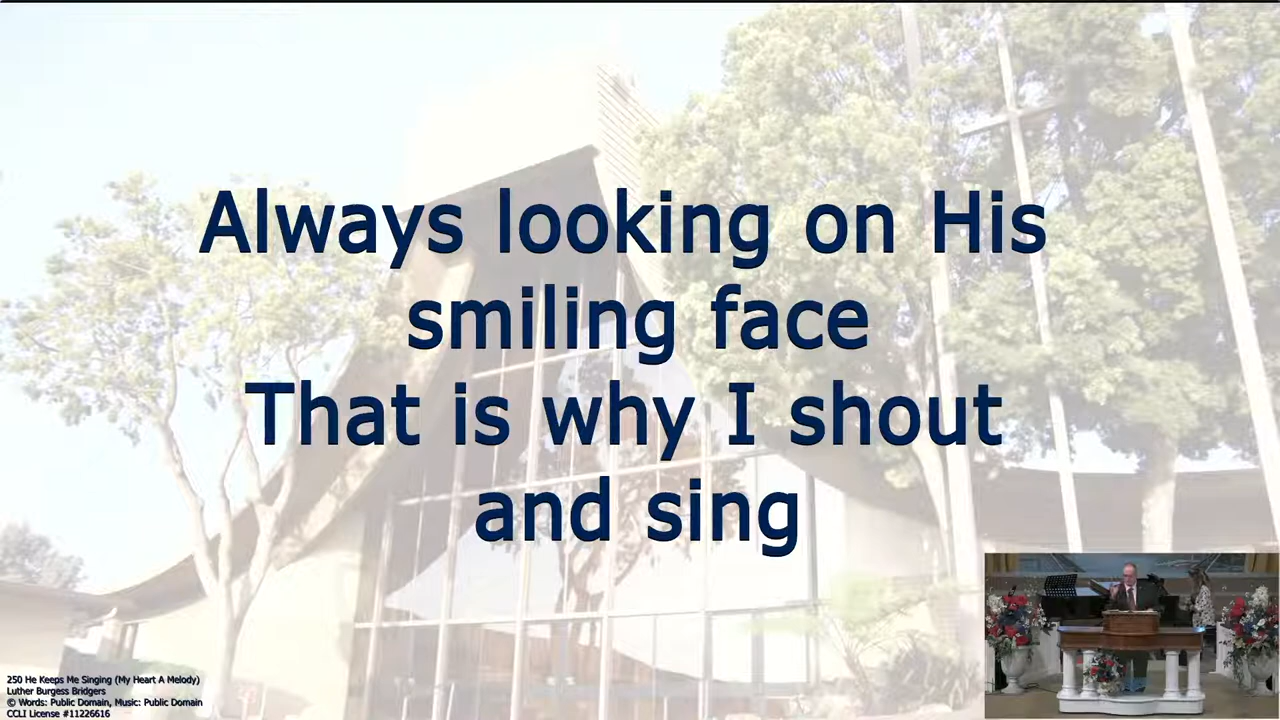 Always looking on His
smiling face
That is why I shout
and sing
250 He Keeps Me Singing (My Heart A Melody)
Luther Burgess Bridgers
© Words: Public Domain, Music: Public Domain
CCLI License #11226616